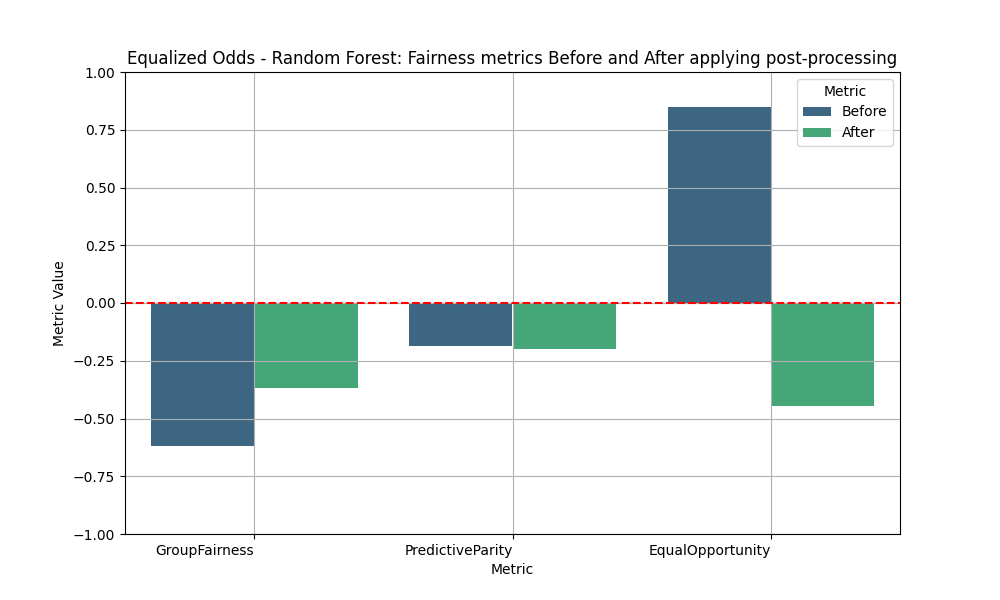 Equalized Odds - Random Forest: Fairness metrics Before and After applying post-processing
1.00
0.75
0.50
0.25
0.00
−0.25
−0.50
−0.75
−1.00
Metric Value
Metric
Before
After
GroupFairness
PredictiveParity
EqualOpportunity
Metric